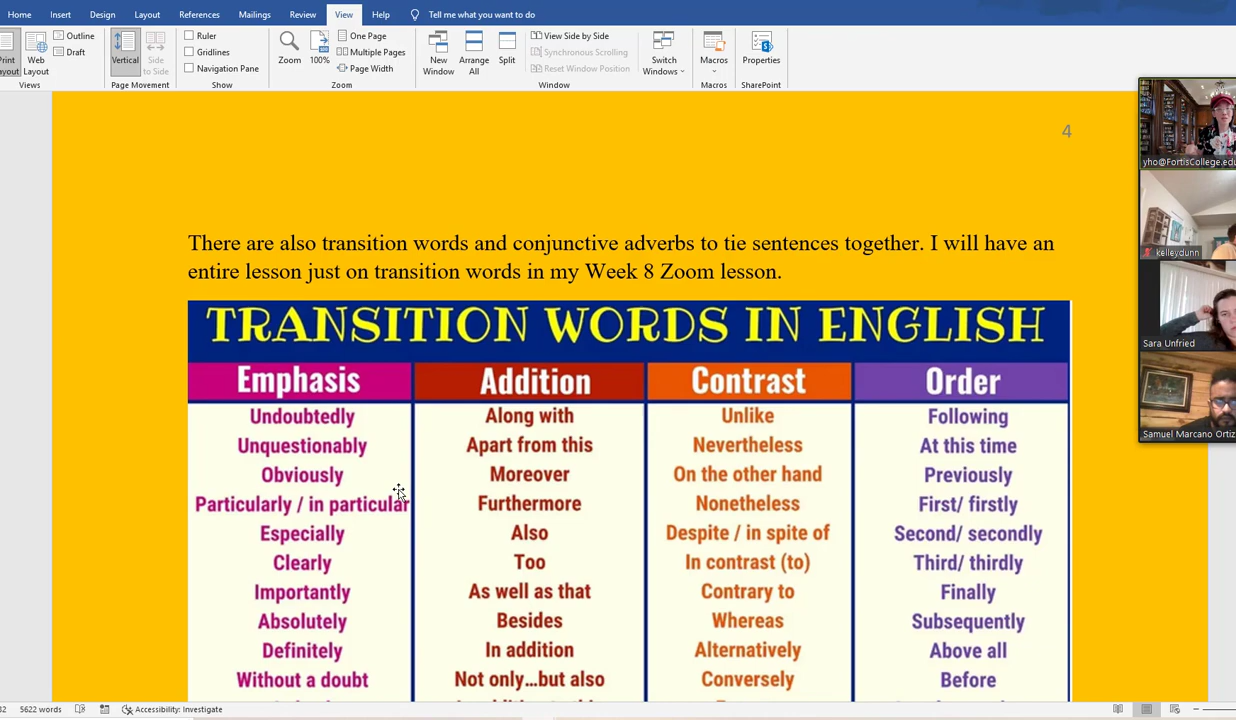 Home Insert Design Layout References Mailings Review View Help Tell me what you want to do
Outline Ruler One Page View Side by Side
Draft Gridlines Multiple Pages Synchronous Scrolling
Navigation Pane Page Width Reset Window Position
Print Layout Web Layout Vertical Side to Side Zoom 100% New Window Arrange All Split Switch Windows Macros Properties
Views Page Movement Show Zoom Window Macros SharePoint
4
There are also transition words and conjunctive adverbs to tie sentences together. I will have an
entire lesson just on transition words in my Week 8 Zoom lesson.
TRANSITION WORDS IN ENGLISH
Emphasis Addition Contrast Order
Undoubtedly Along with Unlike Following
Unquestionably Apart from this Nevertheless At this time
Obviously Moreover On the other hand Previously
Particularly / in particular Furthermore Nonetheless First/ firstly
Especially Also Despite / in spite of Second/ secondly
Clearly Too In contrast (to) Third/ thirdly
Importantly As well as that Contrary to Finally
Absolutely Besides Whereas Subsequently
Definitely In addition Alternatively Above all
Without a doubt Not only…but also Conversely Before
yho@FortisCollege.edu
kelleydunn
Sara Unfried
Samuel Marcano Ortiz
32 5622 words Accessibility: Investigate